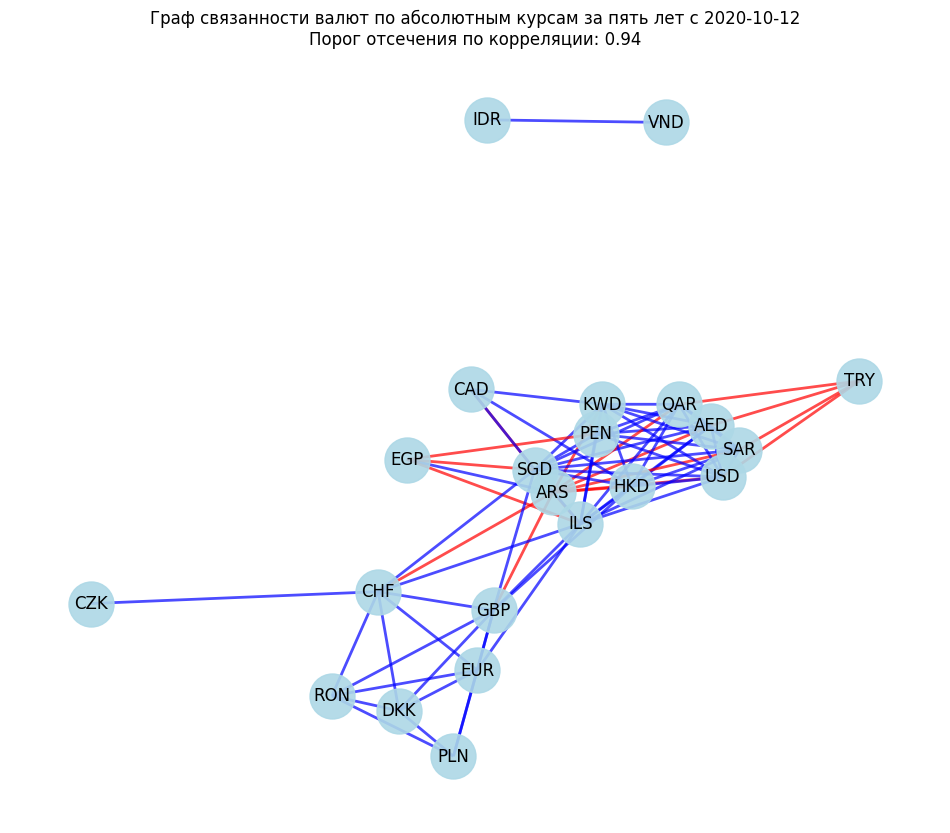 Граф связанности валют по абсолютным курсам за пять лет с 2020-10-12
Порог отсечения по корреляции: 0.94
IDR
VND
TRY
CAD
KWD
QAR
AED
PEN
SAR
EGP
SGD
USD
HKD
ARS
ILS
CHF
CZK
GBP
EUR
RON
DKK
PLN